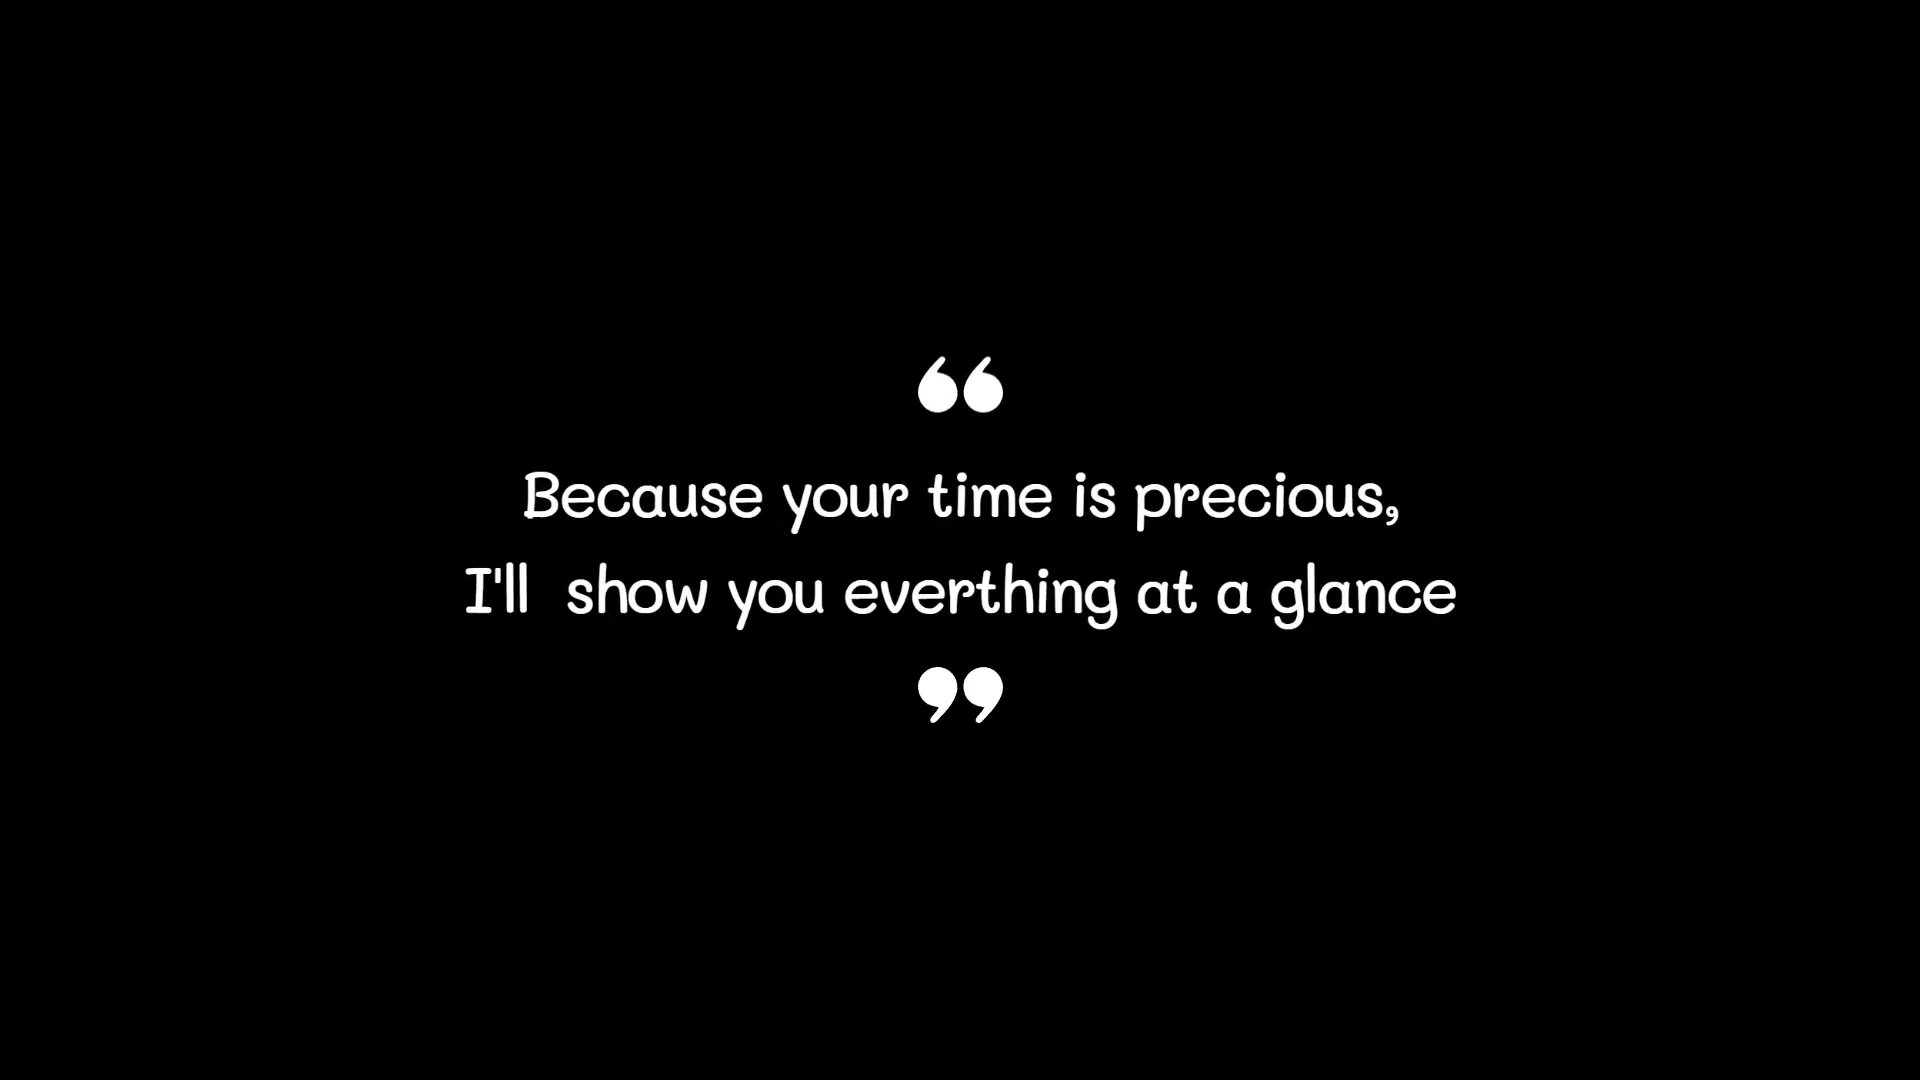 “
Because your time is precious,
I'll  show you everthing at a glance
”